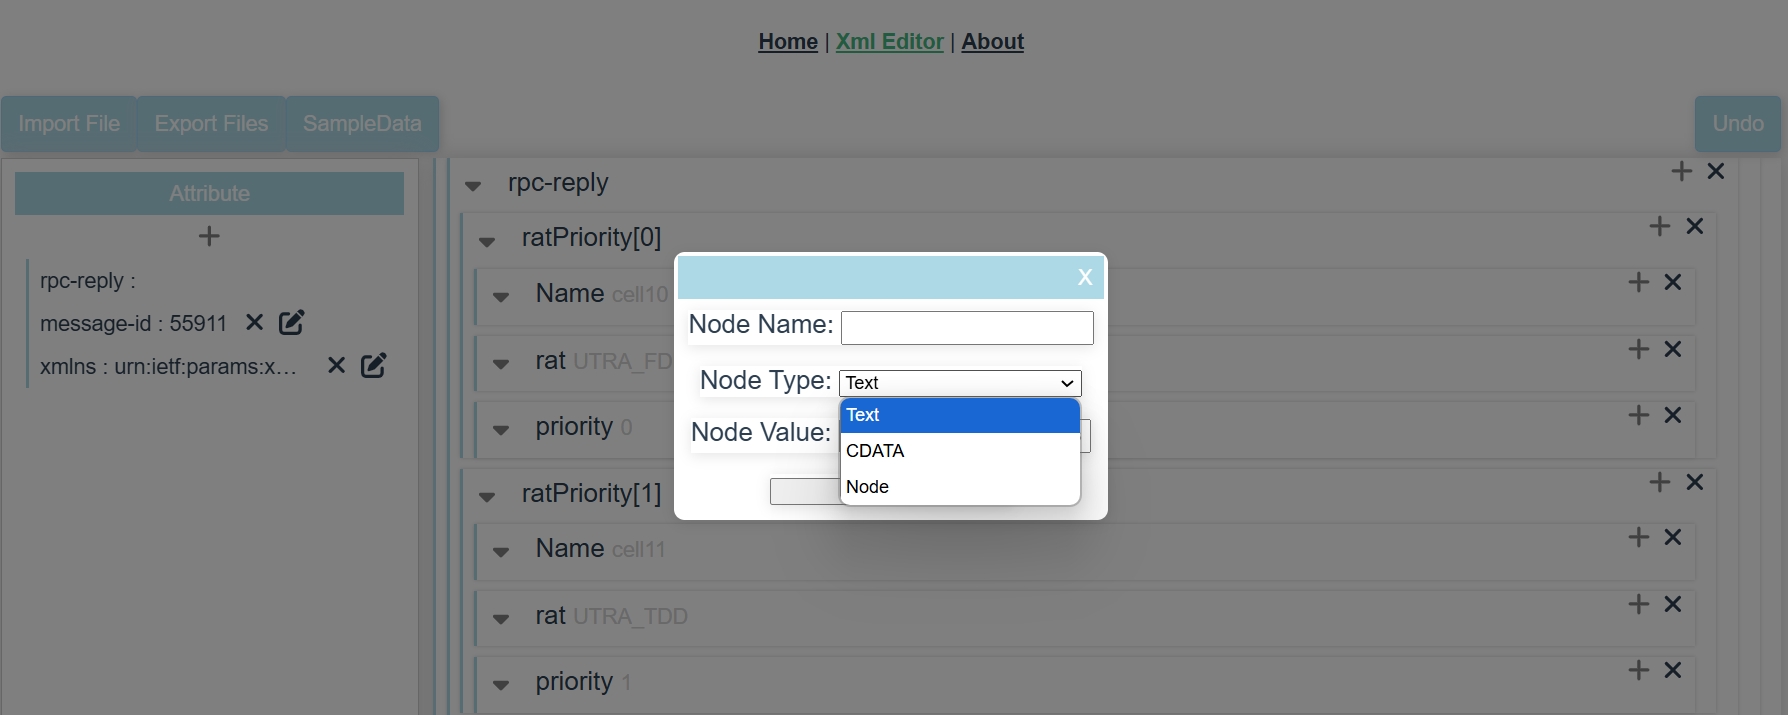 Home | Xml Editor | About
Import File Export Files SampleData Undo
Attribute
rpc-reply :
message-id : 55911
xmlns : urn:ietf:params:x...
rpc-reply
ratPriority[0]
Name cell10
rat UTRA_FD
priority 0
ratPriority[1]
Name cell11
rat UTRA_TDD
priority 1
X
Node Name:
Node Type: Text
Text
CDATA
Node
Node Value: